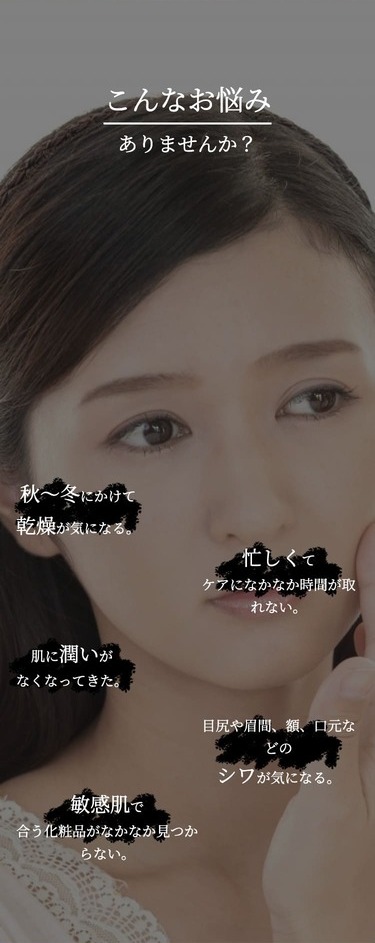 こんなお悩み
ありませんか？
秋〜冬にかけて
乾燥が気になる。
忙しくて
ケアになかなか時間が取
れない。
肌に潤いが
なくなってきた。
目尻や眉間、額、口元な
どの
シワが気になる。
敏感肌で
合う化粧品がなかなか見つか
らない。